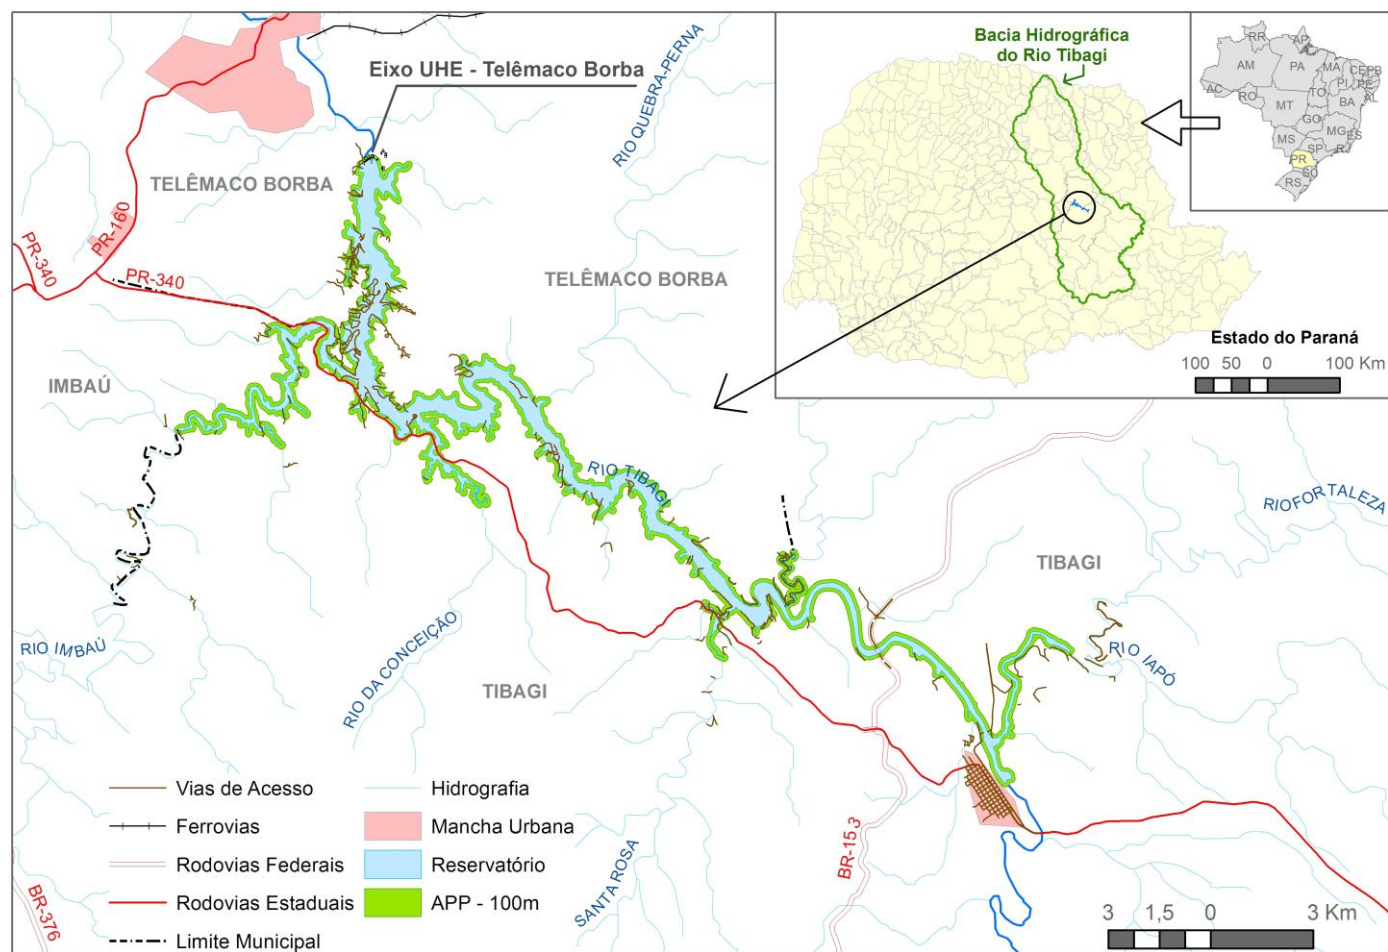 Eixo UHE - Telêmaco Borba
RIO QUEBRA-PERNA
TELÊMACO BORBA
PR-160
PR-340
PR-340
TELÊMACO BORBA
IMBAÚ
RIO TIBAGI
RIO IMBAÚ
RIO DA CONCEIÇÃO
TIBAGI
SANTA ROSA
BR-153
BR-376
TIBAGI
RIO FORTALEZA
RIO IAPÓ
Bacia Hidrográfica
do Rio Tibagi
Estado do Paraná
100 50 0 100 Km
RR
AP
AM
PA
MA
CE
PB
PI
PE
AC
RO
TO
AL
MT
BA
GO
MG
ES
MS
SP
RJ
PR
SC
RS
Vias de Acesso
Ferrovias
Rodovias Federais
Rodovias Estaduais
Limite Municipal
Hidrografia
Mancha Urbana
Reservatório
APP - 100m
3 1,5 0 3 Km